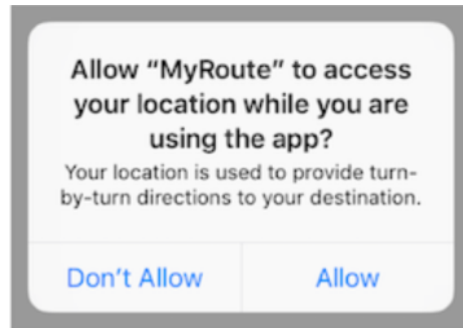 Allow “MyRoute” to access
your location while you are
using the app?
Your location is used to provide turn-
by-turn directions to your destination.
Don’t Allow
Allow